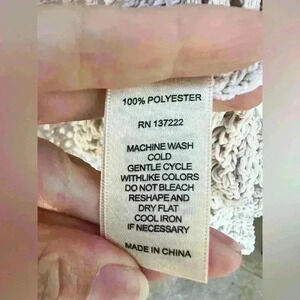 100% POLYESTER
RN 137222
MACHINE WASH
COLD
GENTLE CYCLE
WITHLIKE COLORS
DO NOT BLEACH
RESHAPE AND
DRY FLAT
COOL IRON
IF NECESSARY
MADE IN CHINA